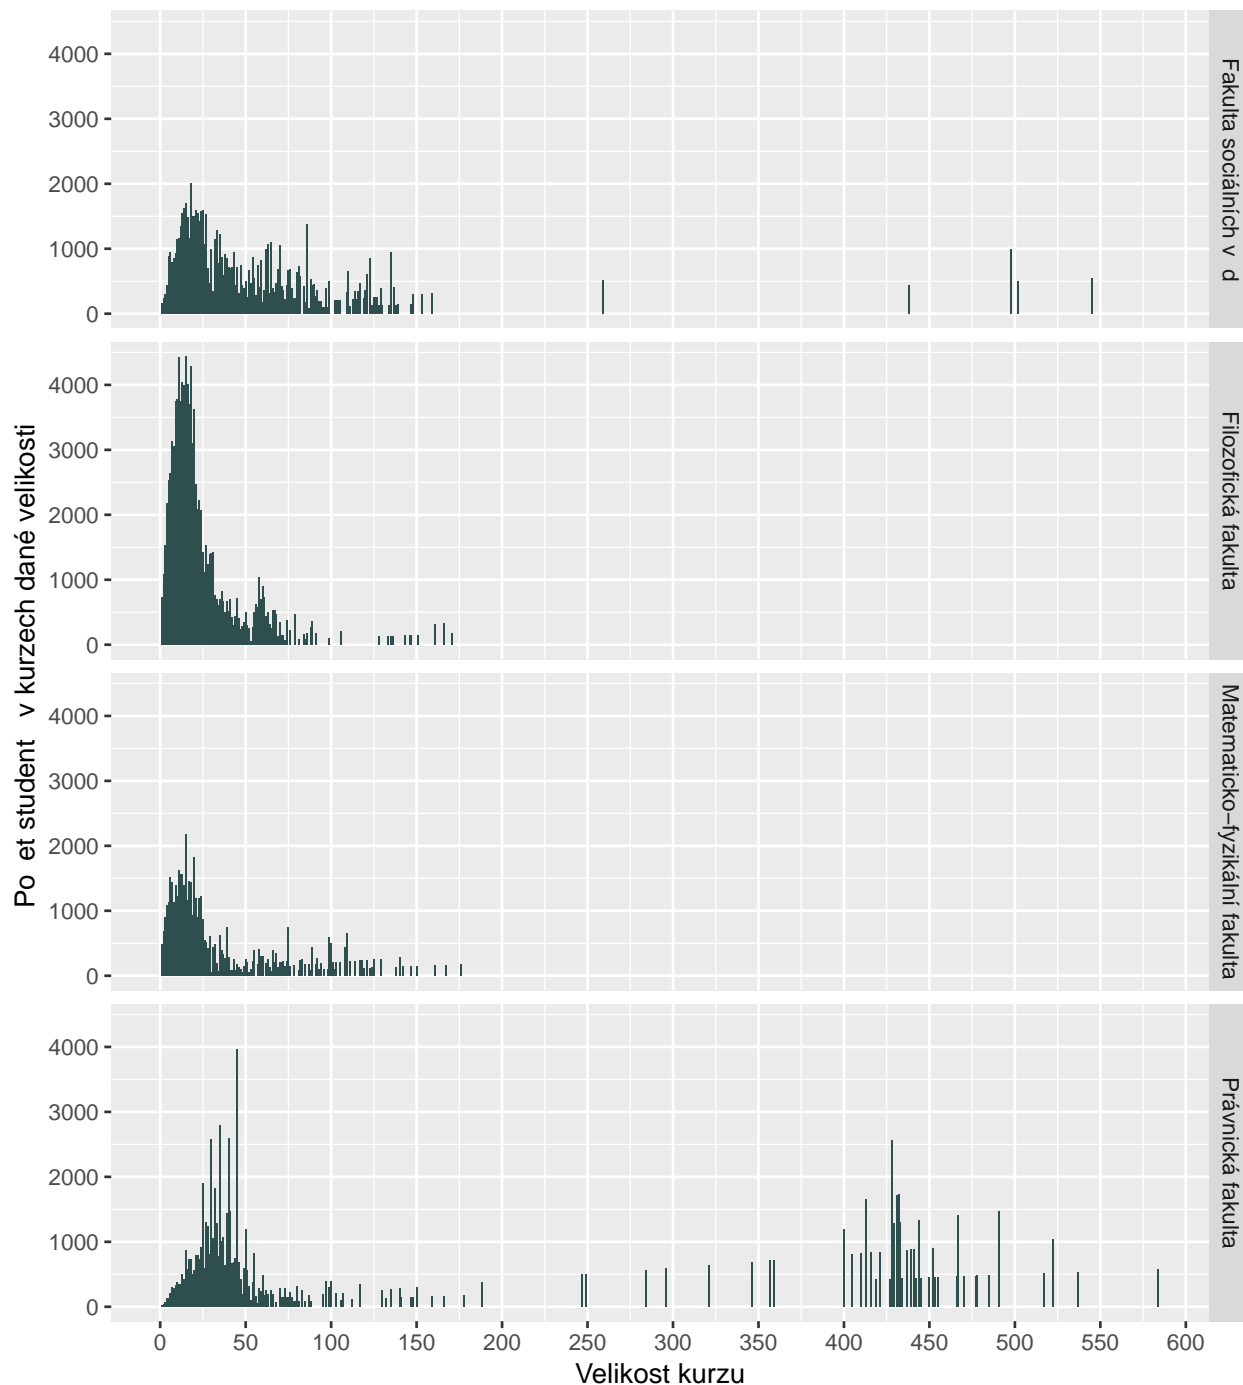 4000
3000
2000
1000
0
Fakulta sociálních v d
4000
3000
2000
1000
0
Filozofická fakulta
4000
3000
2000
1000
0
Matematicko−fyzikální fakulta
4000
3000
2000
1000
0
Právnická fakulta
Po et student v kurzech dané velikosti
0 50 100 150 200 250 300 350 400 450 500 550 600
Velikost kurzu